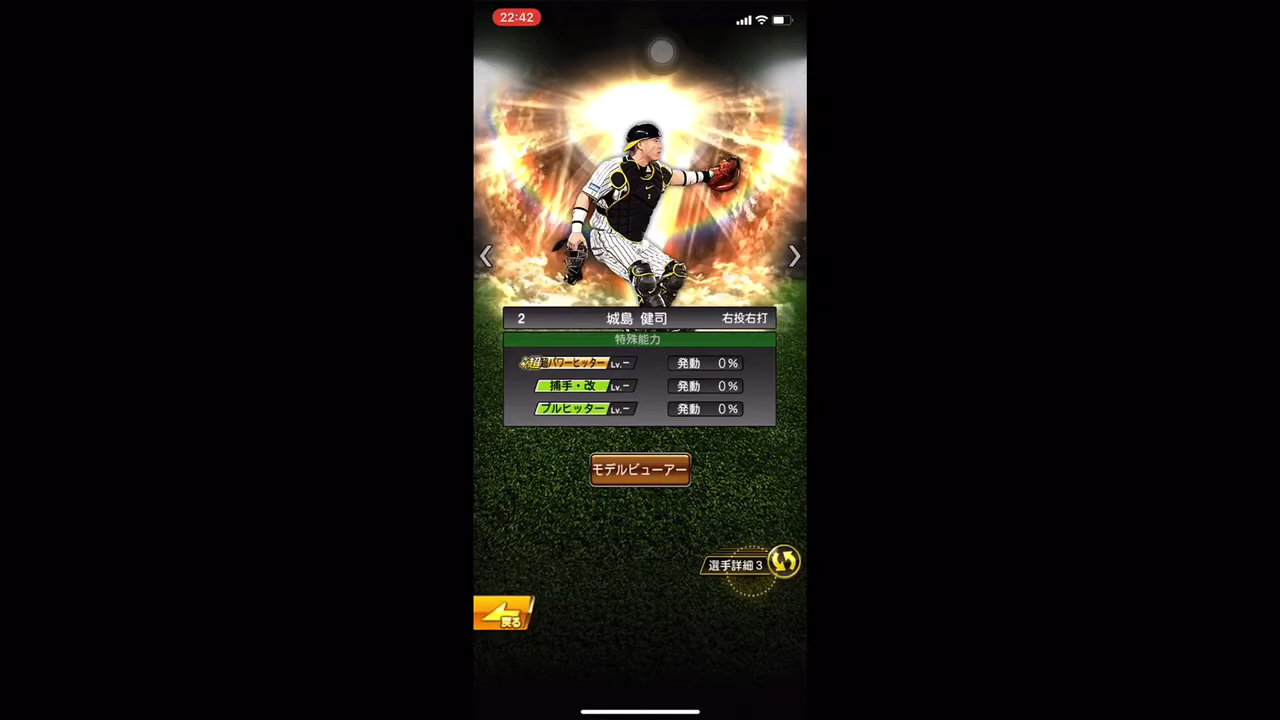 22:42
2 城島 健司 右投右打
特殊能力
超パワーヒッター Lv.ー 発動 0%
捕手・改 Lv.ー 発動 0%
プルヒッター Lv.ー 発動 0%
モデルビューアー
選手詳細3
戻る